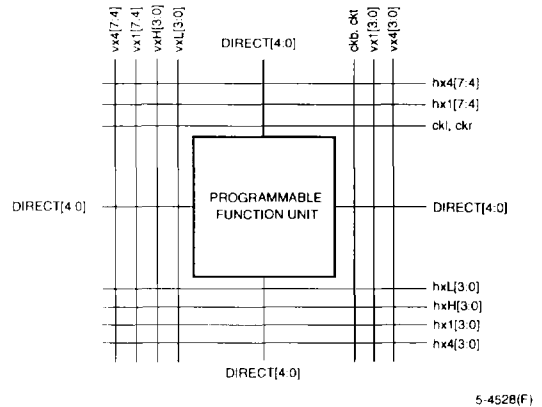 vx4[7:4]
vx1[7:4]
vxH[3:0]
vxL[3:0]
DIRECT[4:0]
ckb, ckt
vx1[3:0]
vx4[3:0]
hx4[7:4]
hx1[7:4]
ckl, ckr
DIRECT[4:0]
PROGRAMMABLE
FUNCTION UNIT
DIRECT[4:0]
hxL[3:0]
hxH[3:0]
hx1[3:0]
hx4[3:0]
DIRECT[4:0]
5-4528(F)